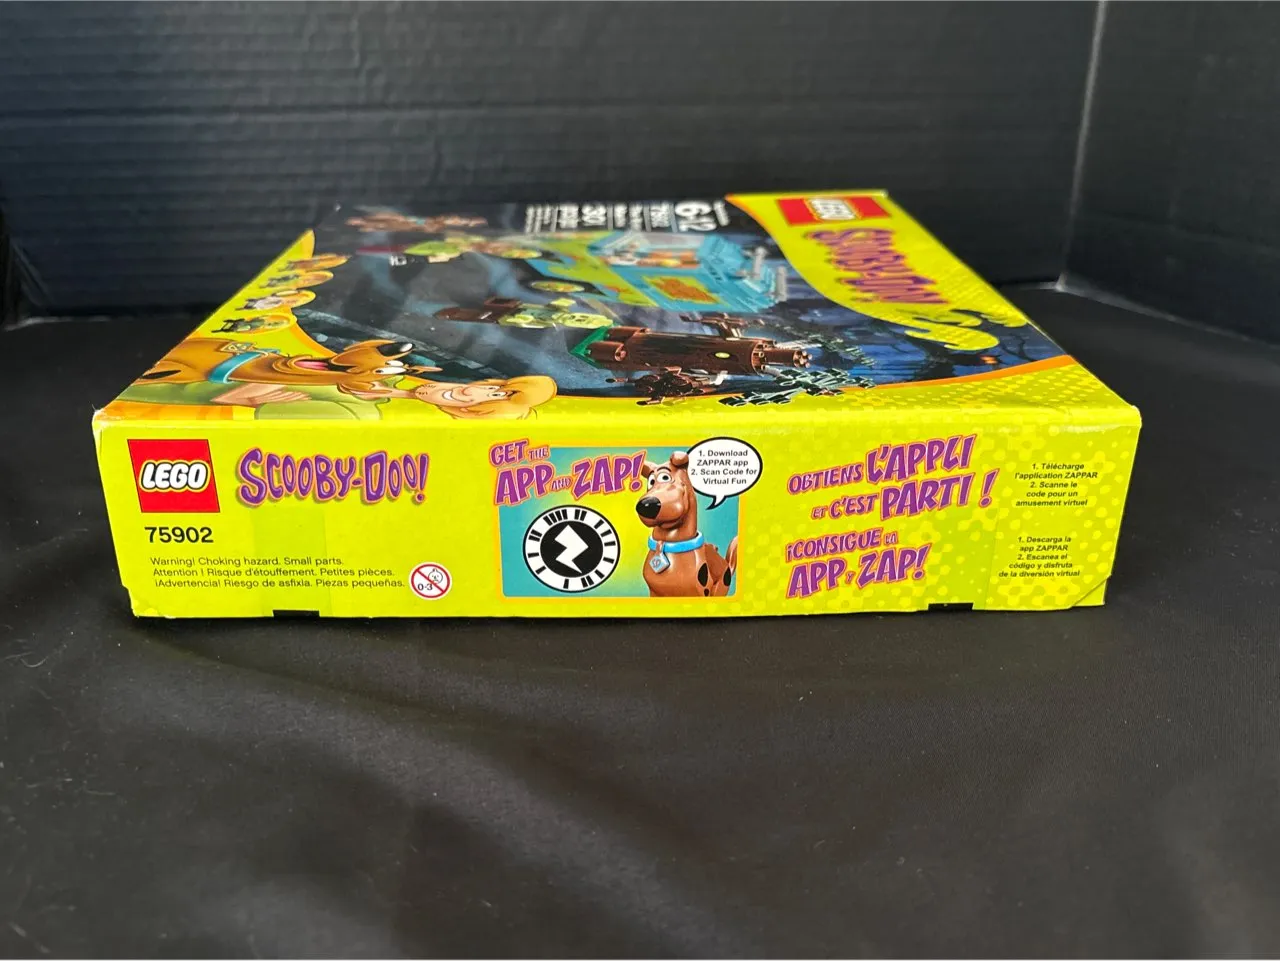 LEGO
SCOOBY-DOO!
6-12
75902
301
LEGO
SCOOBY-DOO!
75902
Warning! Choking hazard. Small parts.
Attention ! Risque d'étouffement. Petites pièces.
¡Advertencia! Riesgo de asfixia. Piezas pequeñas.
0-3
GET THE
APP AND ZAP!
1. Download
ZAPPAR app
2. Scan Code for
Virtual Fun
OBTIENS L'APPLI
ET C'EST PARTI !
1. Télécharge
l'application ZAPPAR
2. Scanne le
code pour un
amusement virtuel
¡CONSIGUE LA
APP Y ZAP!
1. Descarga la
app ZAPPAR
2. Escanea el
código y disfruta
de la diversión virtual